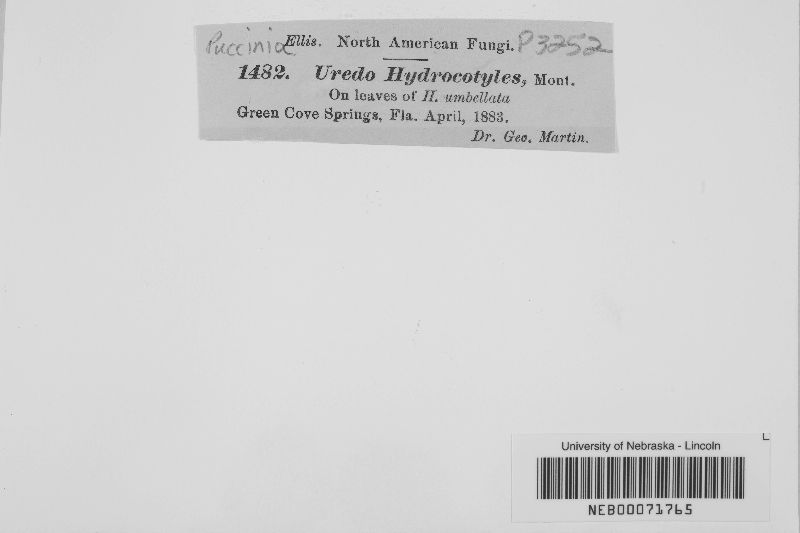 Puccinia Ellis. North American Fungi. P3252
1482. Uredo Hydrocotyles, Mont.
On leaves of H. umbellata
Green Cove Springs, Fla. April, 1883.
Dr. Geo. Martin.
University of Nebraska - Lincoln
NEB00071765